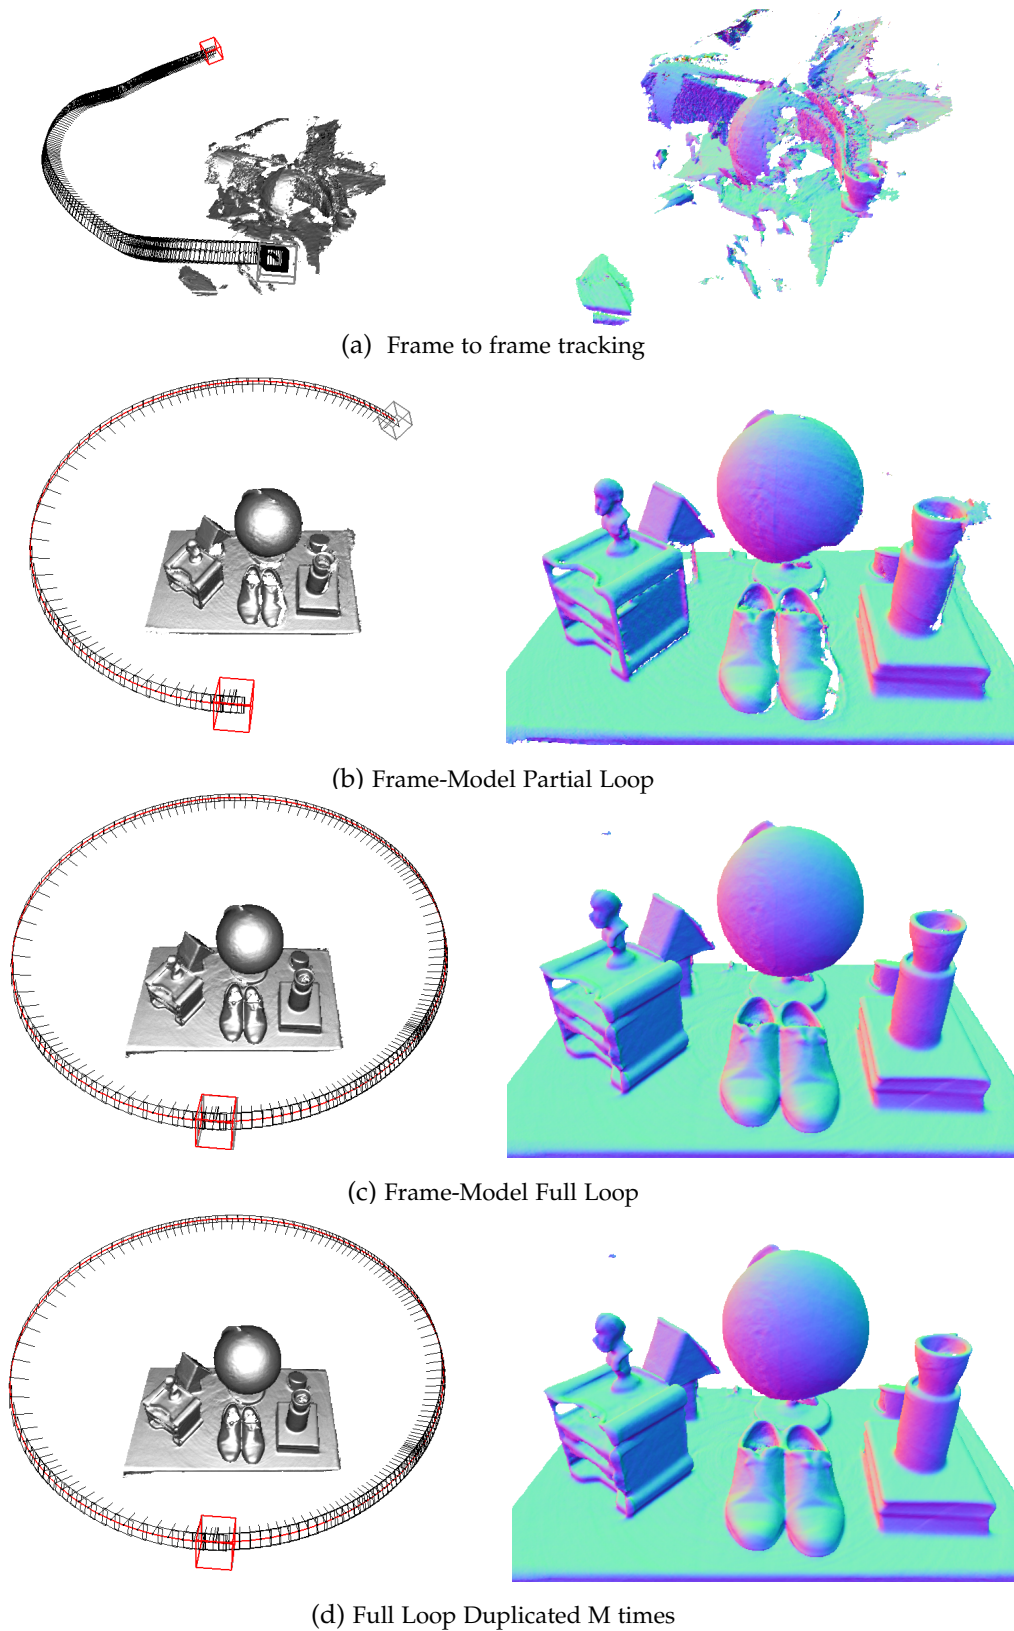 (a) Frame to frame tracking
(b) Frame-Model Partial Loop
(c) Frame-Model Full Loop
(d) Full Loop Duplicated M times